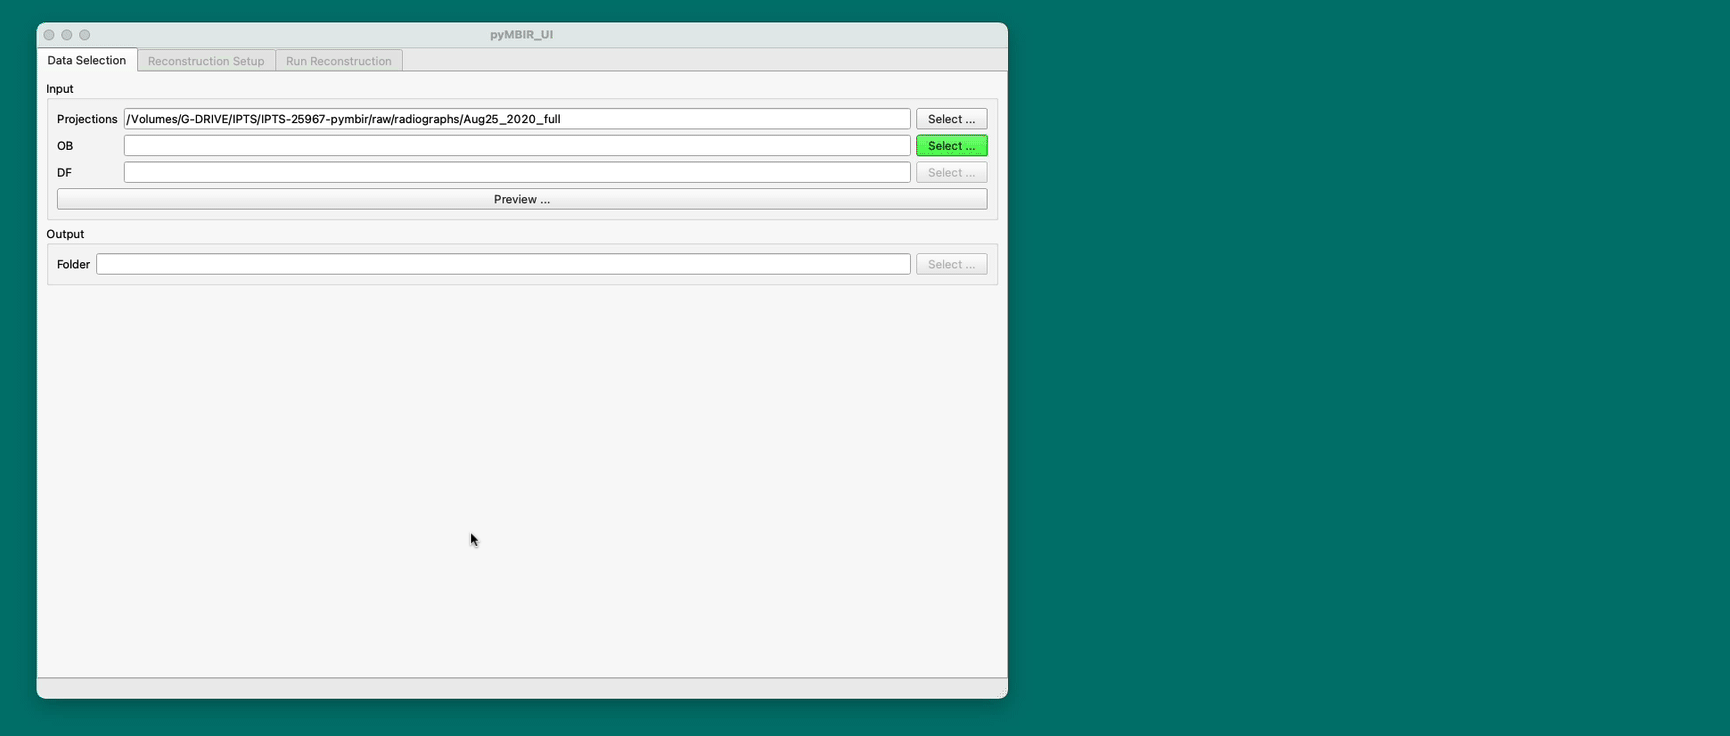 pyMBIR_UI
Data Selection Reconstruction Setup Run Reconstruction
Input
Projections /Volumes/G-DRIVE/IPTS/IPTS-25967-pymbir/raw/radiographs/Aug25_2020_full Select ...
OB Select ...
DF Select ...
Preview ...
Output
Folder Select ...